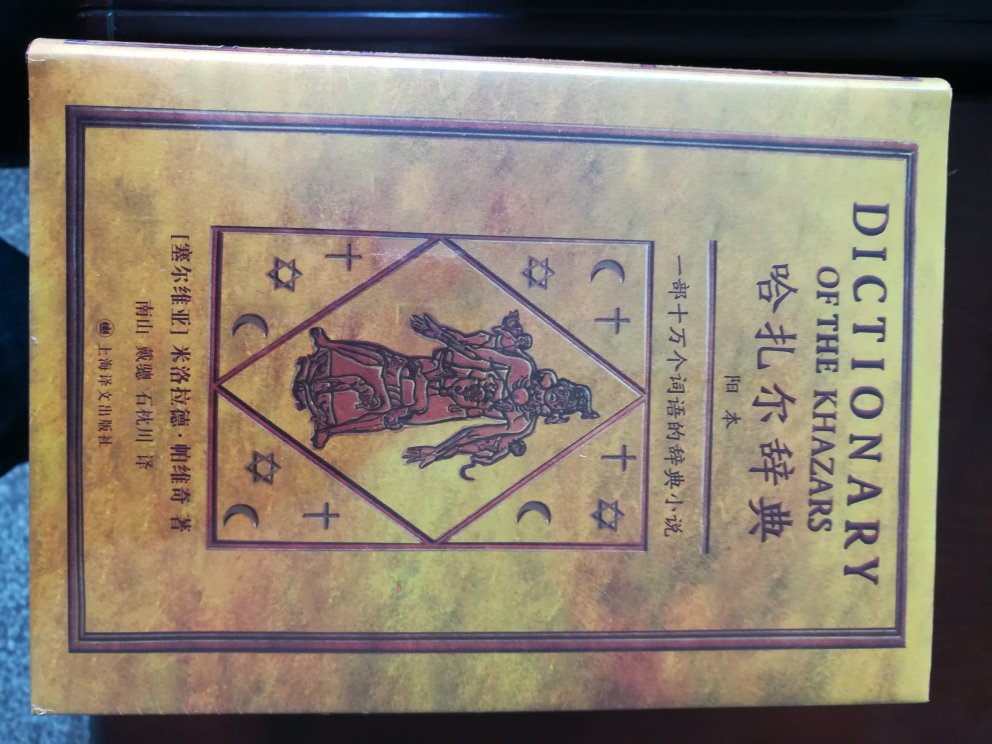 DICTIONARY
OF THE KHAZARS
哈扎尔辞典
阳本
一部十万个词语的辞典小说
[塞尔维亚] 米洛拉德·帕维奇 著
南山 戴骢 石枕川 译
上海译文出版社